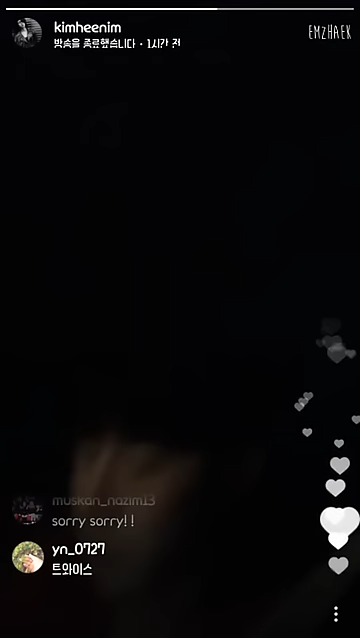 kimheenim
방송을 종료했습니다 • 1시간 전
EMZHAEK
muskan_nazim13
sorry sorry!!
yn_0727
트와이스